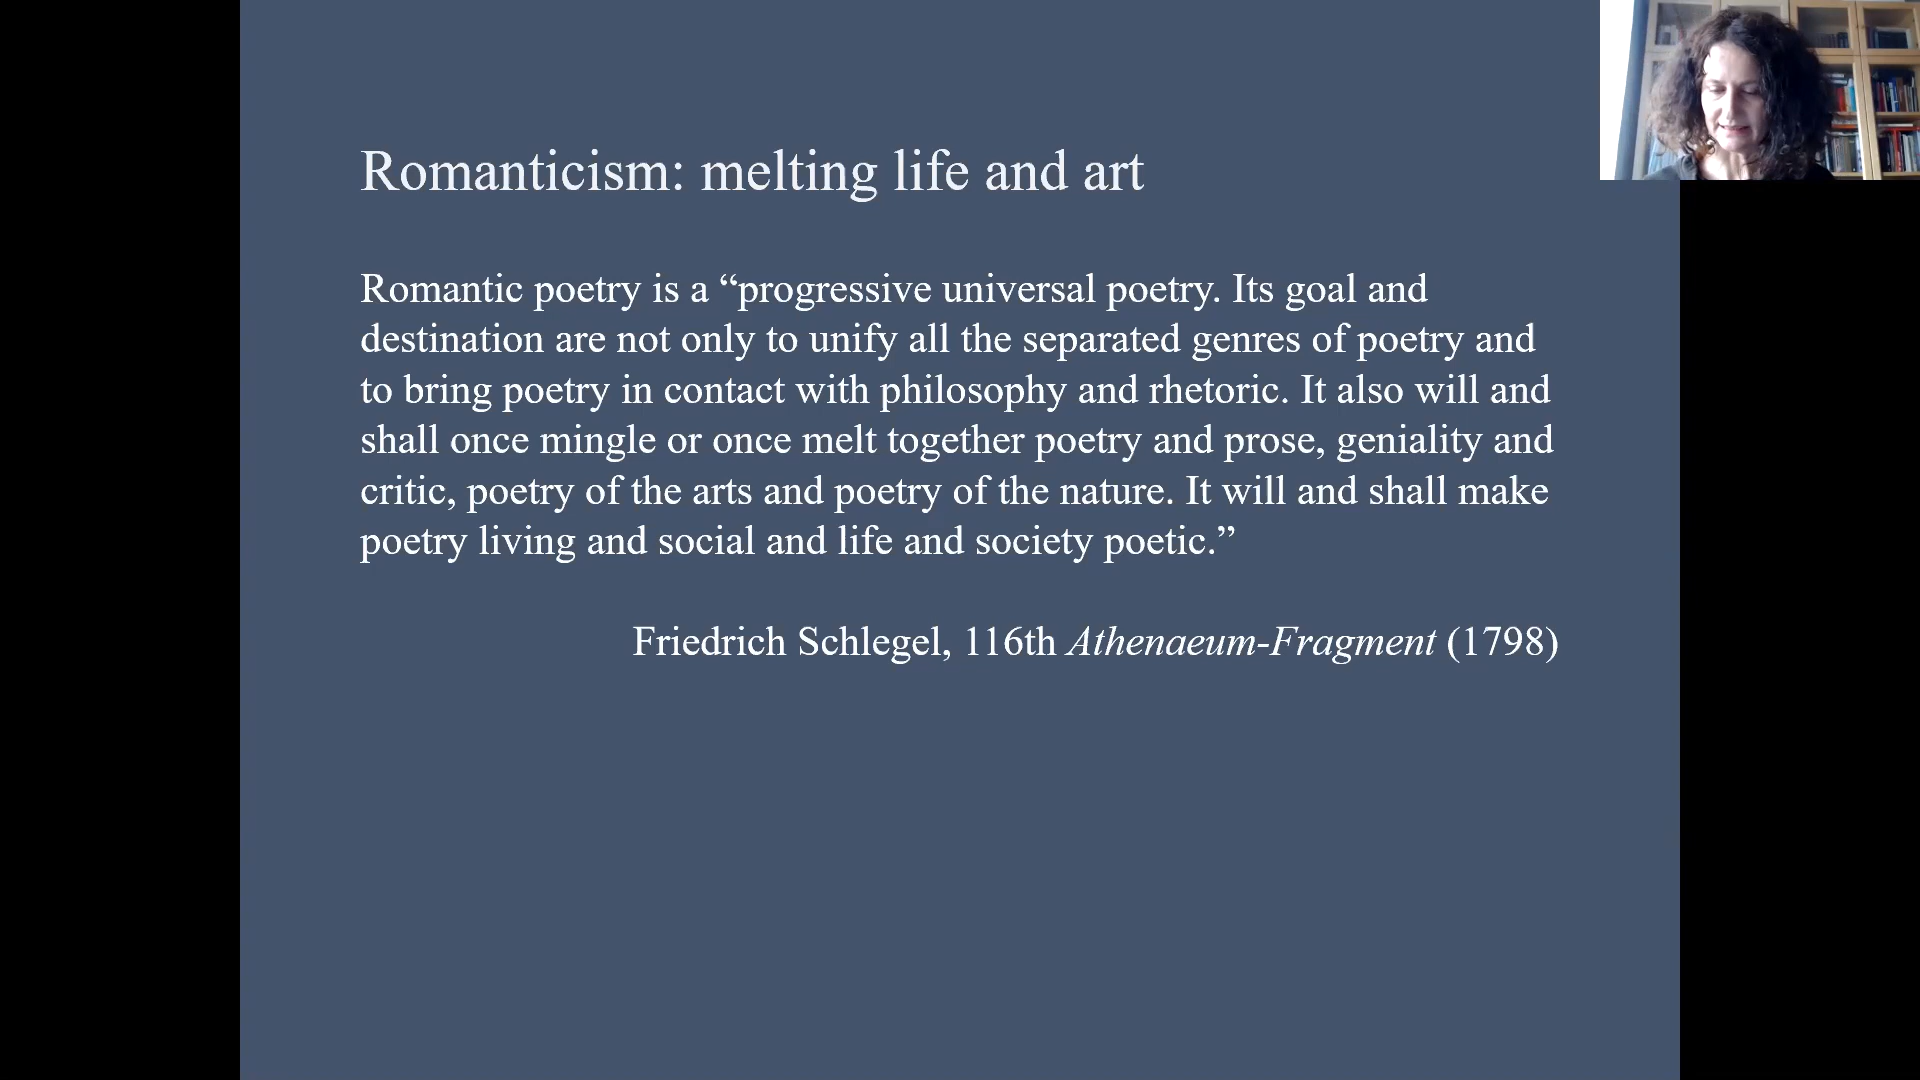 Romanticism: melting life and art
Romantic poetry is a “progressive universal poetry. Its goal and
destination are not only to unify all the separated genres of poetry and
to bring poetry in contact with philosophy and rhetoric. It also will and
shall once mingle or once melt together poetry and prose, geniality and
critic, poetry of the arts and poetry of the nature. It will and shall make
poetry living and social and life and society poetic.”
Friedrich Schlegel, 116th Athenaeum-Fragment (1798)